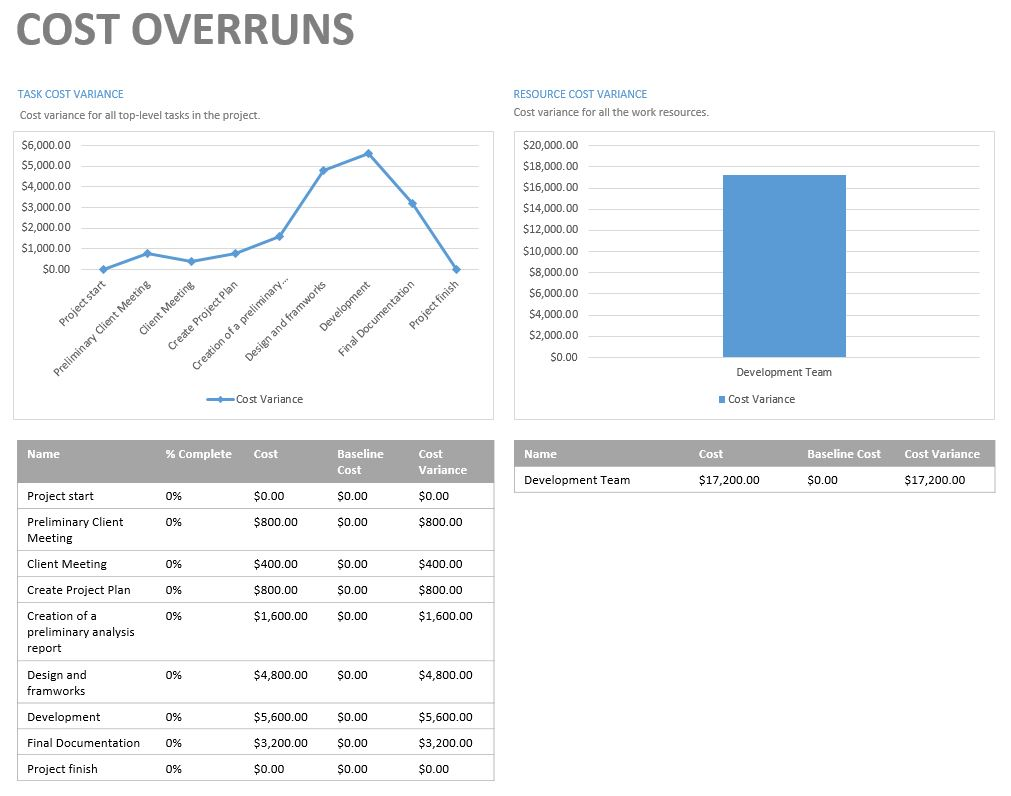 COST OVERRUNS
TASK COST VARIANCE
Cost variance for all top-level tasks in the project.
$6,000.00
$5,000.00
$4,000.00
$3,000.00
$2,000.00
$1,000.00
$0.00
Project start
Preliminary Client Meeting
Client Meeting
Create Project Plan
Creation of a preliminary...
Design and framworks
Development
Final Documentation
Project finish
Cost Variance
RESOURCE COST VARIANCE
Cost variance for all the work resources.
$20,000.00
$18,000.00
$16,000.00
$14,000.00
$12,000.00
$10,000.00
$8,000.00
$6,000.00
$4,000.00
$2,000.00
$0.00
Development Team
Cost Variance
Name % Complete Cost Baseline Cost
Cost Variance
Project start 0% $0.00 $0.00 $0.00
Preliminary Client 0% $800.00 $0.00 $800.00
Meeting
Client Meeting 0% $400.00 $0.00 $400.00
Create Project Plan 0% $800.00 $0.00 $800.00
Creation of a 0% $1,600.00 $0.00 $1,600.00
preliminary analysis
report
Design and 0% $4,800.00 $0.00 $4,800.00
framworks
Development 0% $5,600.00 $0.00 $5,600.00
Final Documentation 0% $3,200.00 $0.00 $3,200.00
Project finish 0% $0.00 $0.00 $0.00
Name Cost Baseline Cost Cost Variance
Development Team $17,200.00 $0.00 $17,200.00